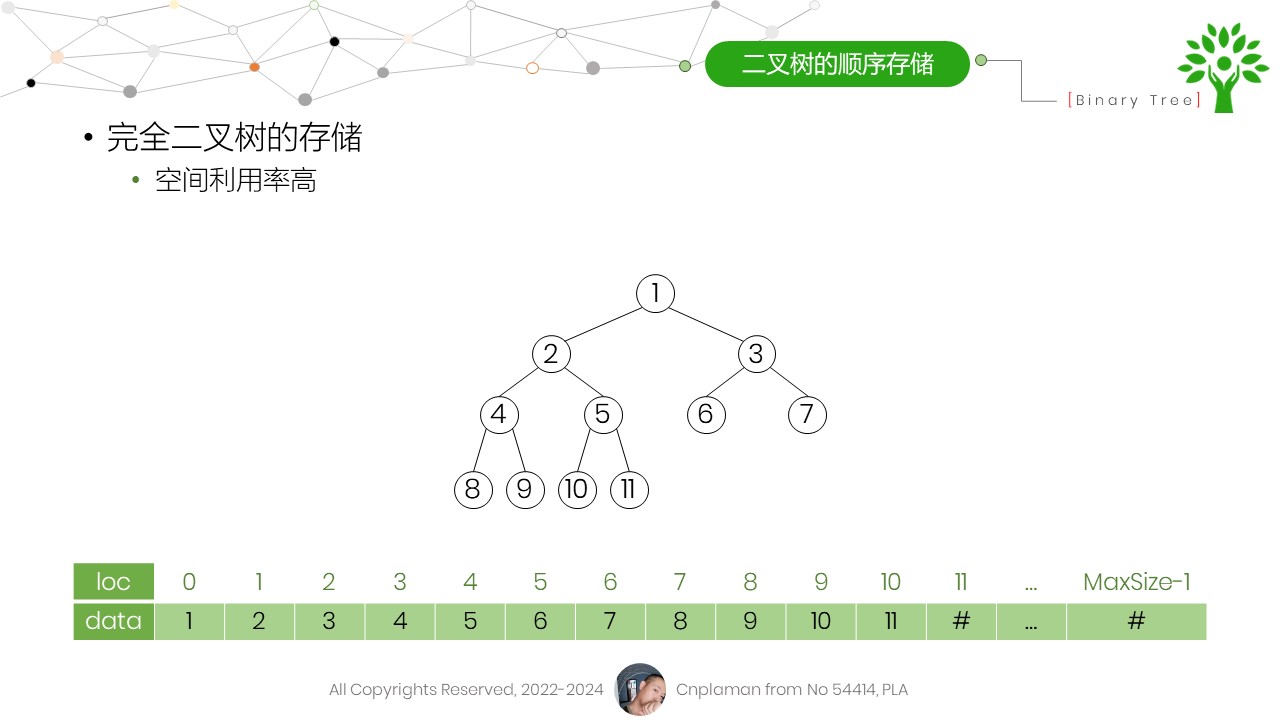 二叉树的顺序存储
[Binary Tree]
• 完全二叉树的存储
• 空间利用率高
1
2 3
4 5 6 7
8 9 10 11
loc 0 1 2 3 4 5 6 7 8 9 10 11 ... MaxSize-1
data 1 2 3 4 5 6 7 8 9 10 11 # ... #
All Copyrights Reserved, 2022-2024 Cnplaman from No 54414, PLA